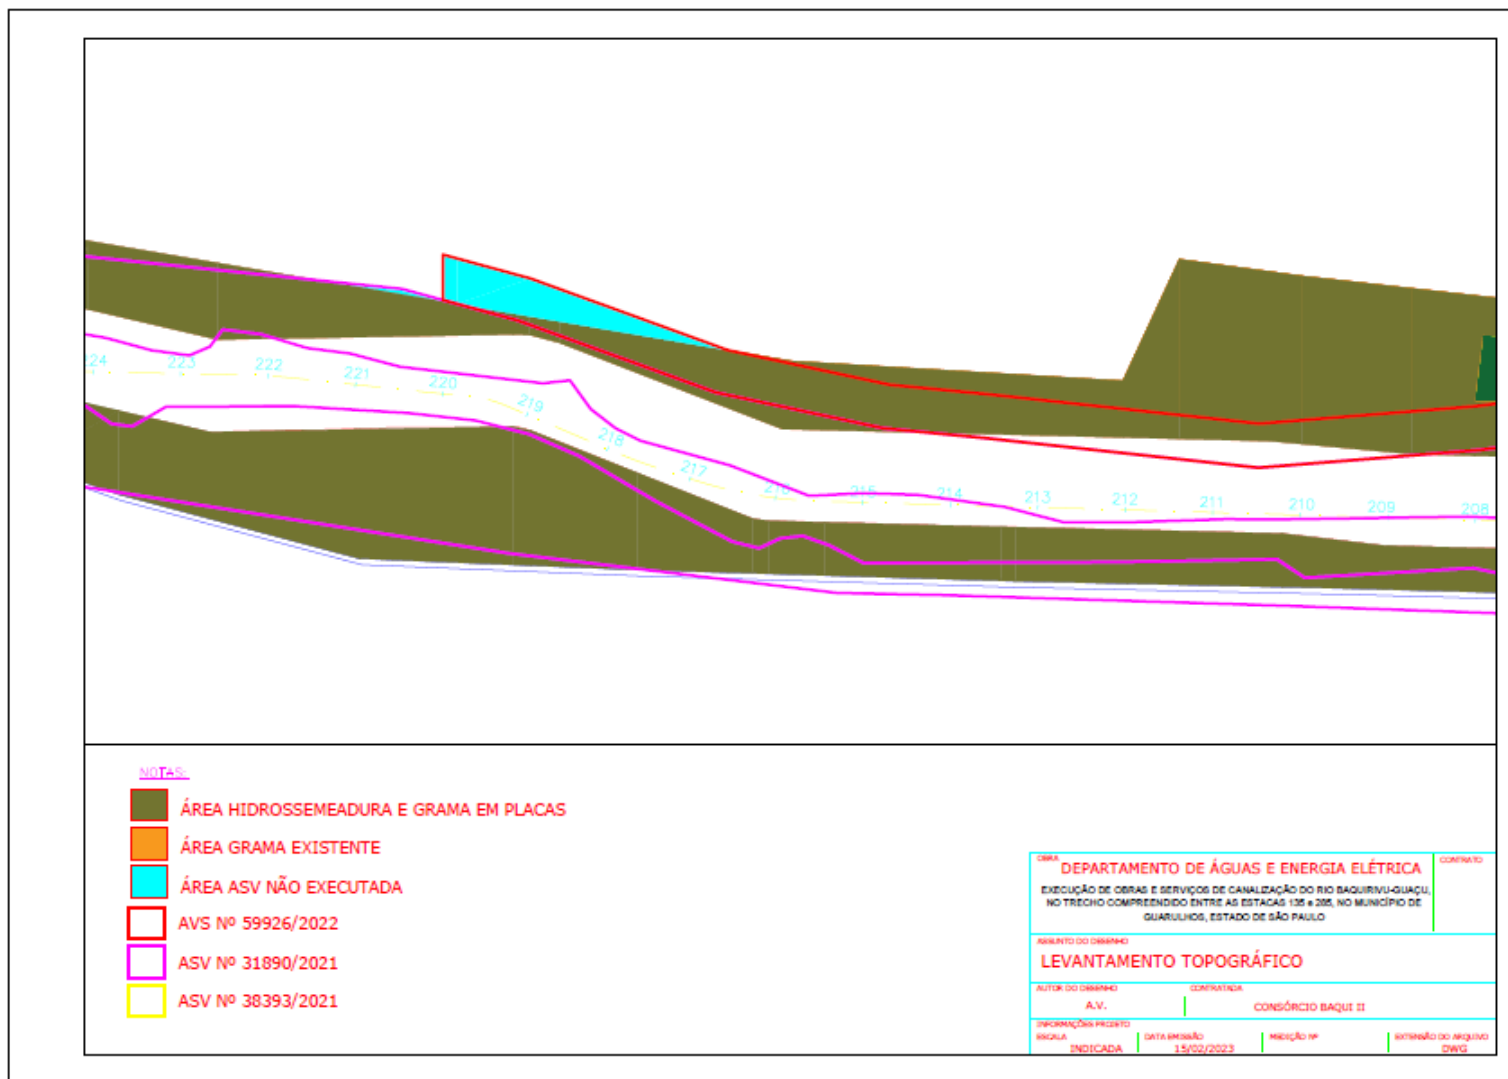 224
223
222
221
220
219
218
217
216
215
214
213
212
211
210
209
208
NOTAS:
ÁREA HIDROSSEMEADURA E GRAMA EM PLACAS
ÁREA GRAMA EXISTENTE
ÁREA ASV NÃO EXECUTADA
AVS Nº 59926/2022
ASV Nº 31890/2021
ASV Nº 38393/2021
OBRA
DEPARTAMENTO DE ÁGUAS E ENERGIA ELÉTRICA
CONTRATO
EXECUÇÃO DE OBRAS E SERVIÇOS DE CANALIZAÇÃO DO RIO BAQUIRIVU-GUAÇU,
NO TRECHO COMPREENDIDO ENTRE AS ESTACAS 136 e 285, NO MUNICÍPIO DE
GUARULHOS, ESTADO DE SÃO PAULO
ASSUNTO DO DESENHO
LEVANTAMENTO TOPOGRÁFICO
AUTOR DO DESENHO
CONTRATADA
A.V.
CONSÓRCIO BAQUI II
INFORMAÇÕES PROJETO
ESCALA
DATA EMISSÃO
MEDIÇÃO Nº
EXTENSÃO DO ARQUIVO
INDICADA
15/02/2023
DWG